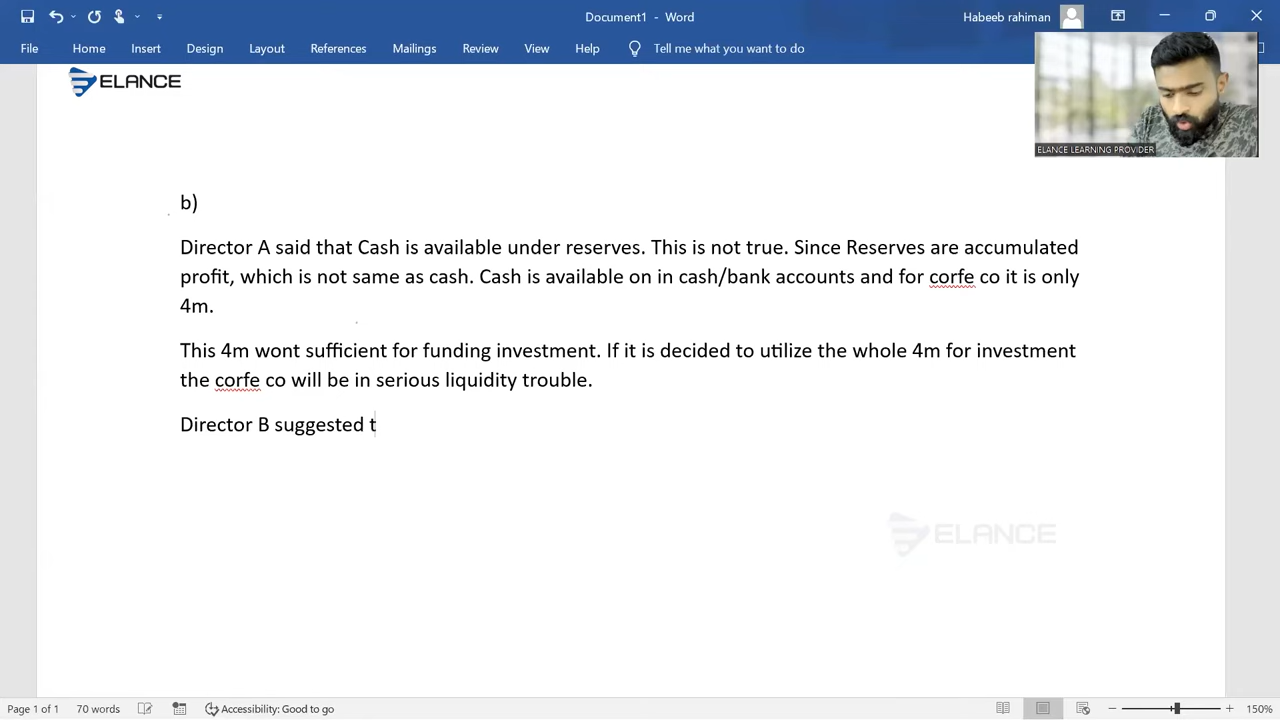 Document1 - Word
Habeeb rahiman
File Home Insert Design Layout References Mailings Review View Help Tell me what you want to do
ELANCE
ELANCE LEARNING PROVIDER
b)
Director A said that Cash is available under reserves. This is not true. Since Reserves are accumulated
profit, which is not same as cash. Cash is available on in cash/bank accounts and for corfe co it is only
4m.
This 4m wont sufficient for funding investment. If it is decided to utilize the whole 4m for investment
the corfe co will be in serious liquidity trouble.
Director B suggested t
ELANCE
Page 1 of 1 70 words Accessibility: Good to go 150%